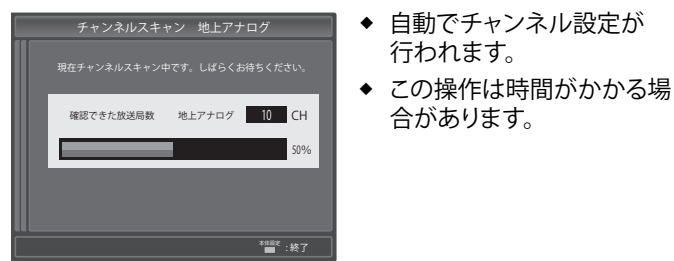 チャンネルスキャン 地上アナログ
現在チャンネルスキャン中です。しばらくお待ちください。
確認できた放送局数 地上アナログ 10 CH
50%
本体設定 :終了
◆ 自動でチャンネル設定が
行われます。
◆ この操作は時間がかかる場
合があります。